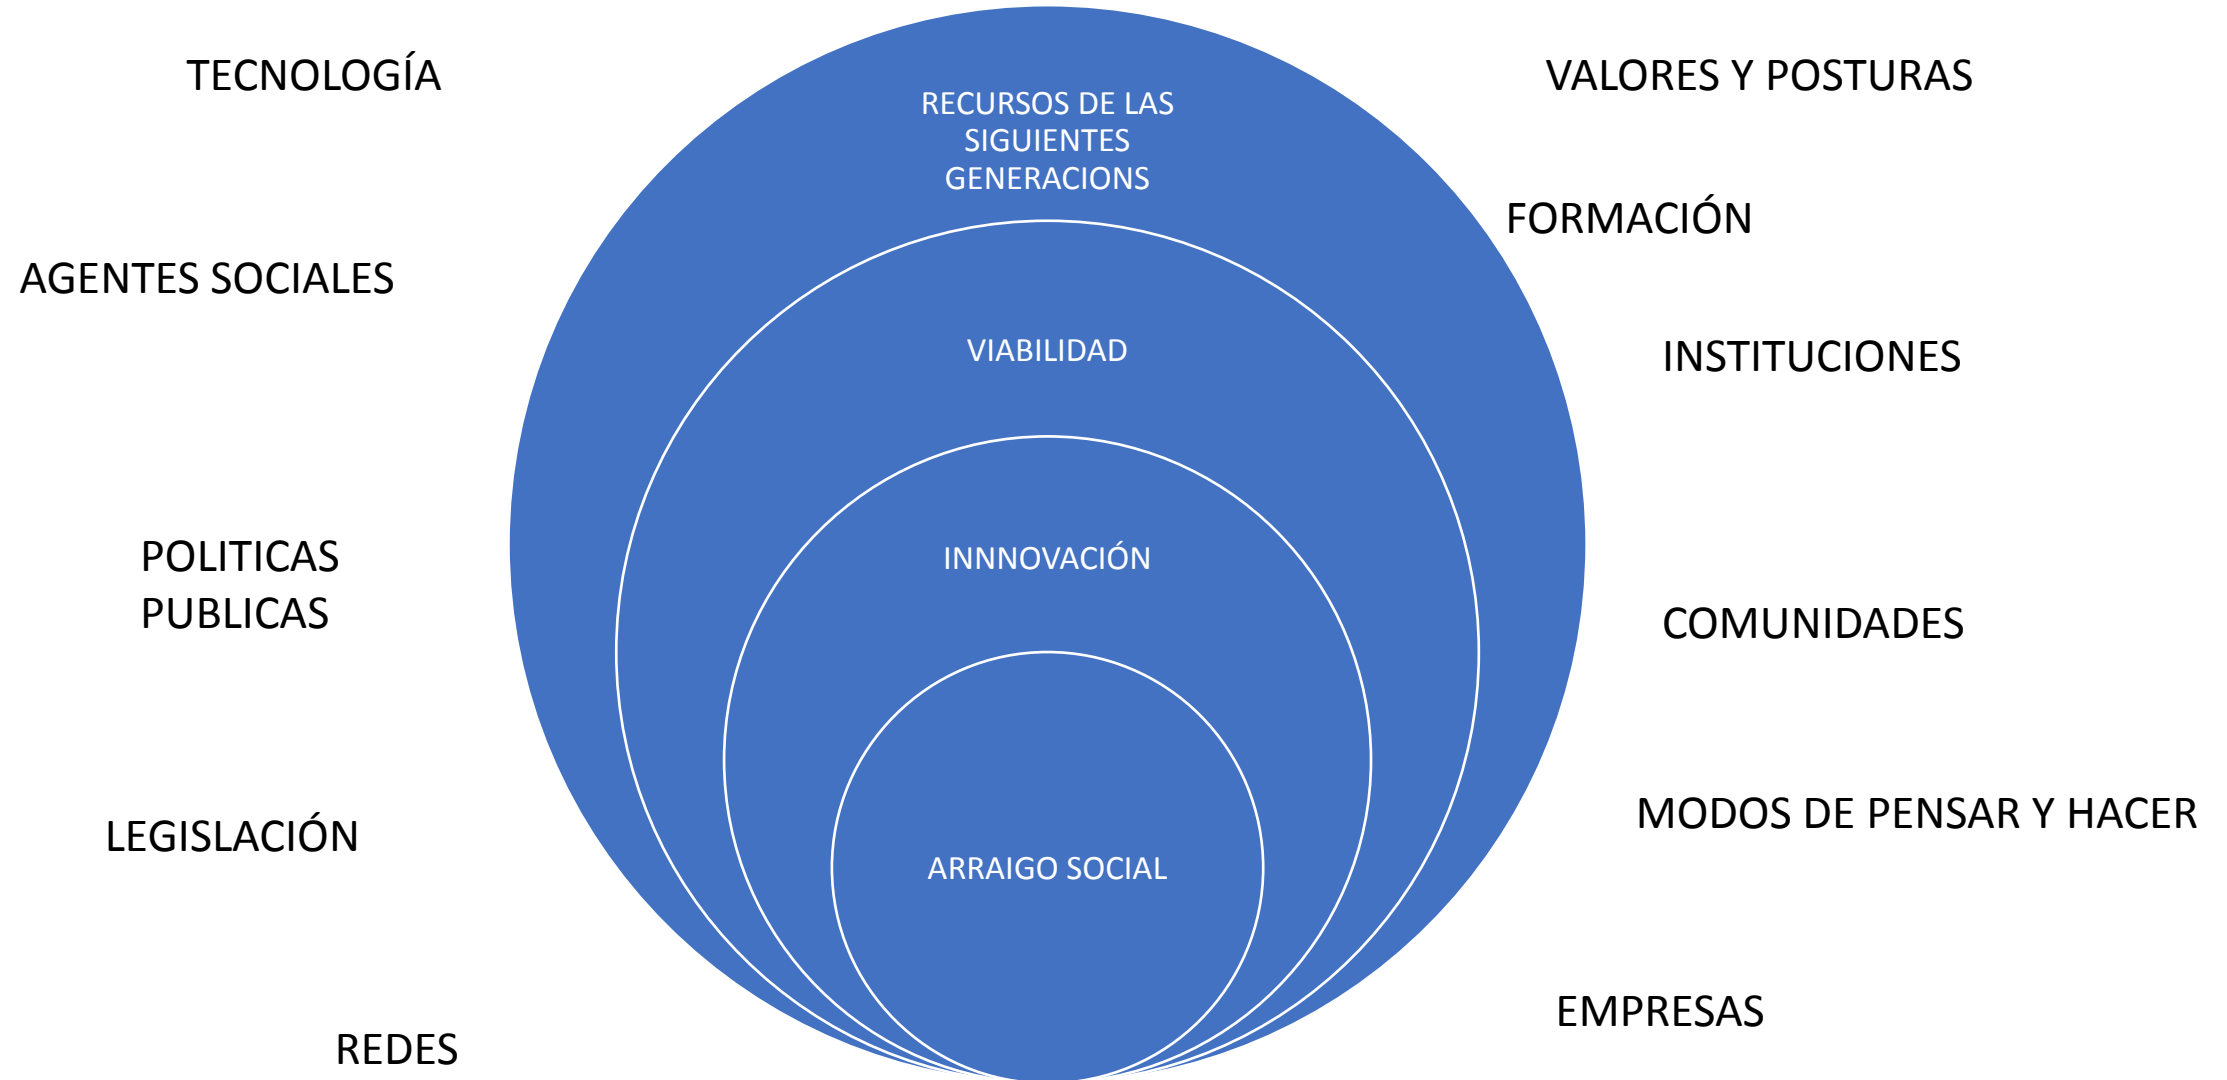 TECNOLOGÍA
AGENTES SOCIALES
POLITICAS
PUBLICAS
LEGISLACIÓN
REDES
RECURSOS DE LAS
SIGUIENTES
GENERACIONS
VIABILIDAD
INNNOVACIÓN
ARRAIGO SOCIAL
VALORES Y POSTURAS
FORMACIÓN
INSTITUCIONES
COMUNIDADES
MODOS DE PENSAR Y HACER
EMPRESAS